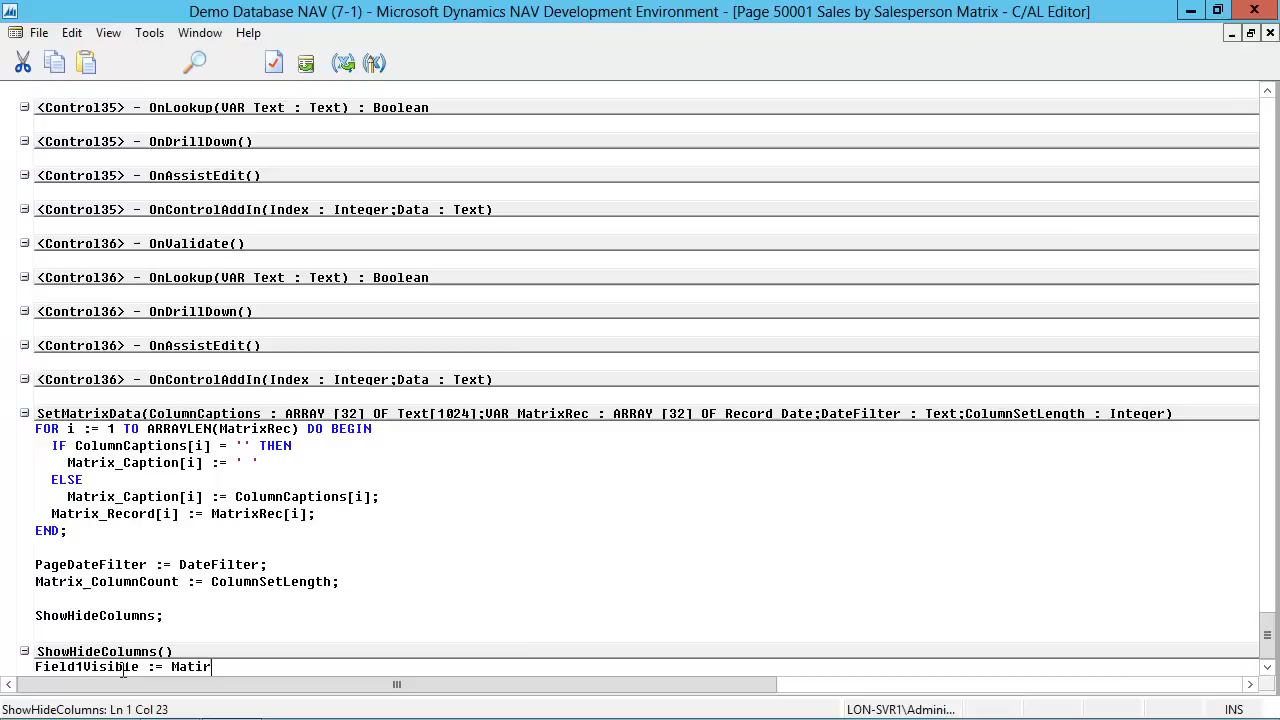 Demo Database NAV (7-1) - Microsoft Dynamics NAV Development Environment - [Page 50001 Sales by Salesperson Matrix - C/AL Editor]
File Edit View Tools Window Help
<Control35> - OnLookup(VAR Text : Text) : Boolean
<Control35> - OnDrillDown()
<Control35> - OnAssistEdit()
<Control35> - OnControlAddIn(Index : Integer;Data : Text)
<Control36> - OnValidate()
<Control36> - OnLookup(VAR Text : Text) : Boolean
<Control36> - OnDrillDown()
<Control36> - OnAssistEdit()
<Control36> - OnControlAddIn(Index : Integer;Data : Text)
SetMatrixData(ColumnCaptions : ARRAY [32] OF Text[1024];VAR MatrixRec : ARRAY [32] OF Record Date;DateFilter : Text;ColumnSetLength : Integer)
FOR i := 1 TO ARRAYLEN(MatrixRec) DO BEGIN
IF ColumnCaptions[i] = '' THEN
Matrix_Caption[i] := ' '
ELSE
Matrix_Caption[i] := ColumnCaptions[i];
Matrix_Record[i] := MatrixRec[i];
END;
PageDateFilter := DateFilter;
Matrix_ColumnCount := ColumnSetLength;
ShowHideColumns;
ShowHideColumns()
Field1Visible := Matir
ShowHideColumns: Ln 1 Col 23 LON-SVR1\Admini... INS